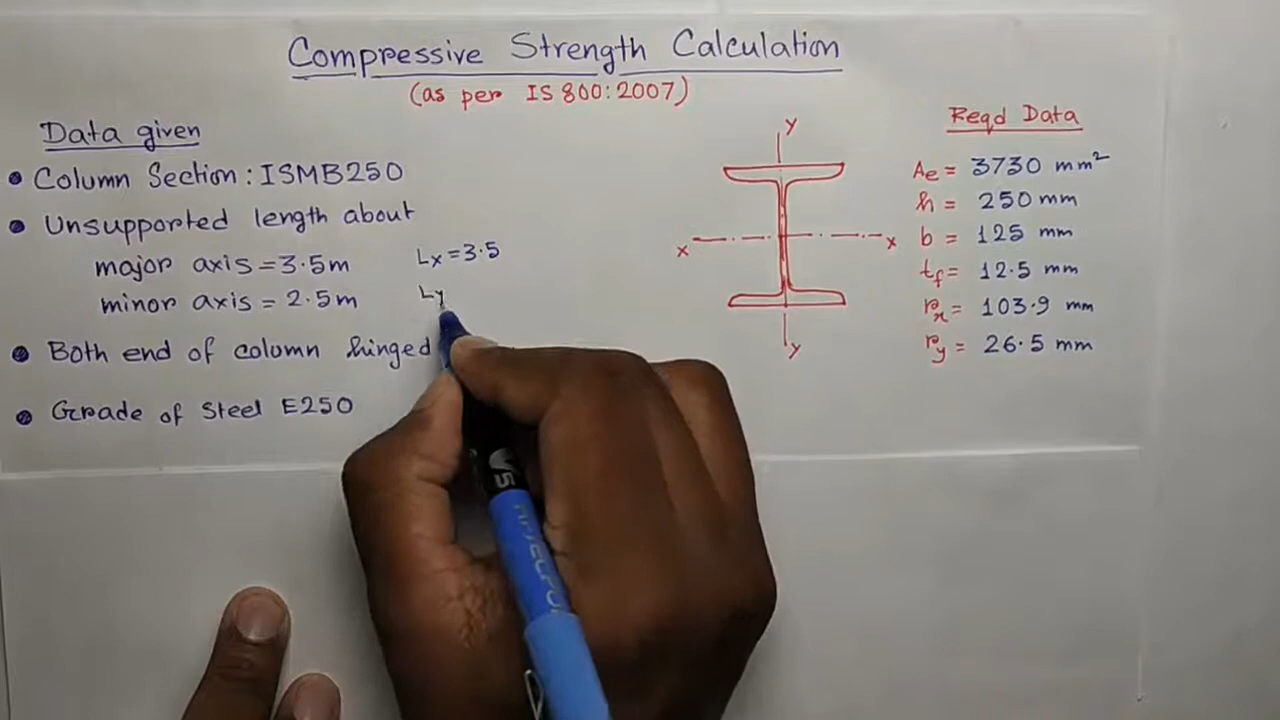 Compressive Strength Calculation
(as per IS 800:2007)
Data given
• Column Section: ISMB250
• Unsupported length about
major axis = 3.5m Lx = 3.5
minor axis = 2.5m Ly
• Both end of column hinged
• Grade of Steel E250
y
x x
y
Reqd Data
Ae = 3730 mm²
h = 250 mm
b = 125 mm
tf = 12.5 mm
rx = 103.9 mm
ry = 26.5 mm
V5